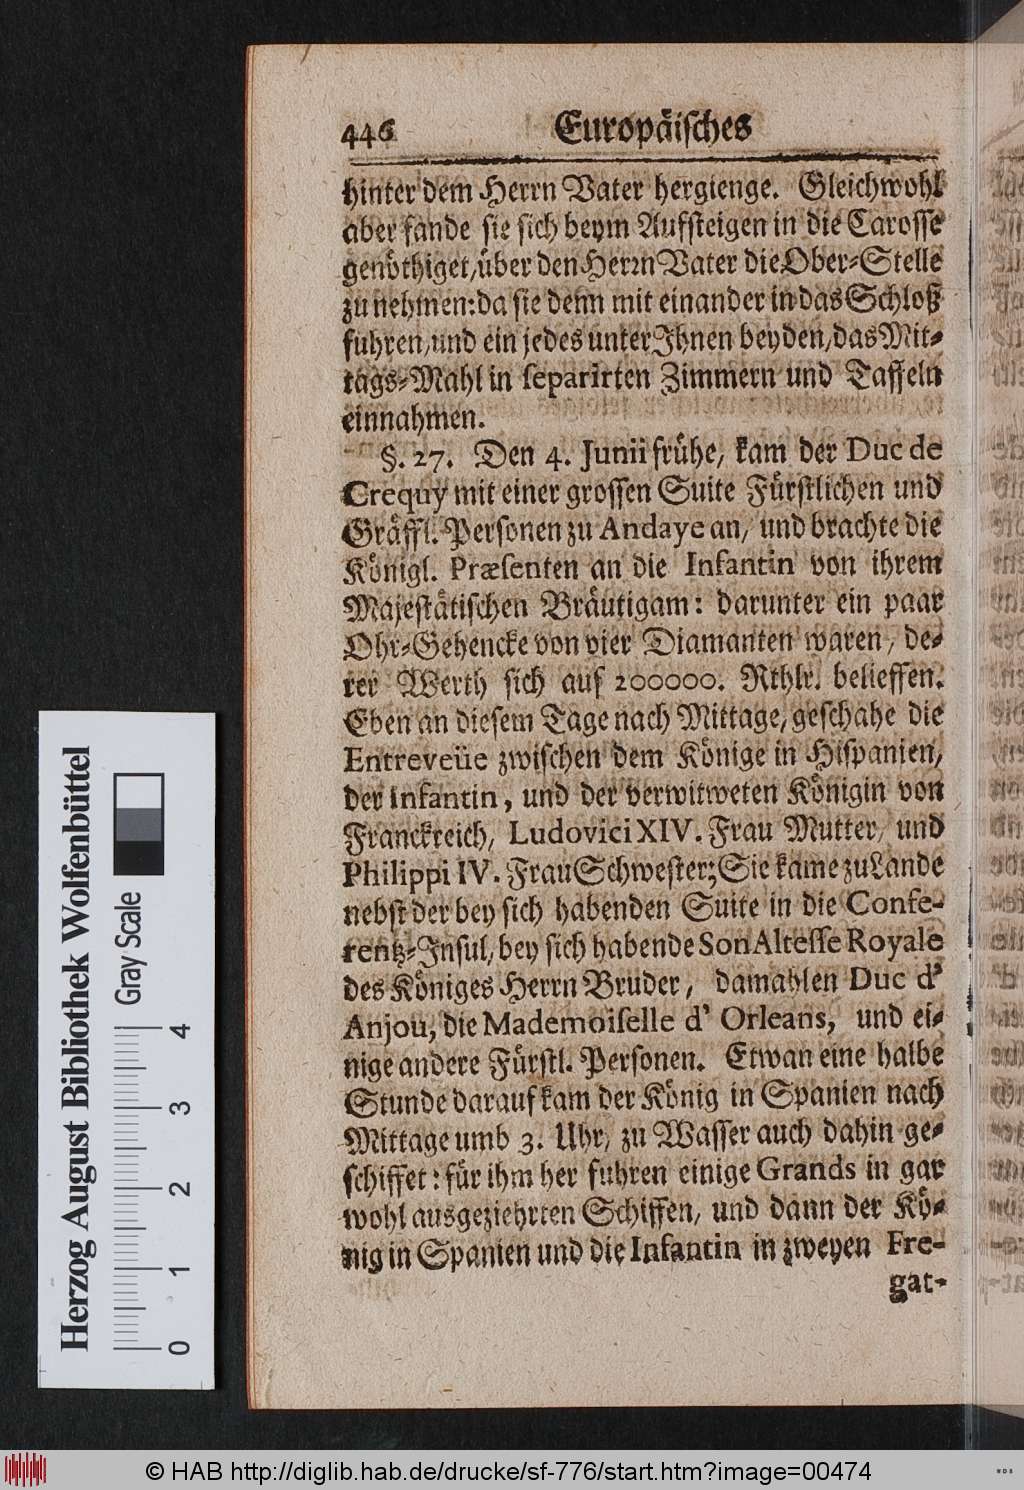 446 Europäisches
hinter dem Herrn Vater hergienge. Gleichwohl
aber fande sie sich beym Aufsteigen in die Carosse
genöthiget/über den Herrn Vater die Ober-Stelle
zu nehmen: da sie denn mit einander in das Schloß
fuhren/und ein jedes unter Ihnen beyden/das Mit-
tags-Mahl in separirten Zimmern und Taffeln
einnahmen.
§. 27. Den 4. Junii frühe/ kam der Duc de
Crequy mit einer grossen Suite Fürstlichen und
Gräffl. Personen zu Andaye an/ und brachte die
Königl. Præsenten an die Infantin von ihrem
Majestätischen Bräutigam: darunter ein paar
Ohr-Gehencke von vier Diamanten waren/ de-
rer Werth sich auf 200000. Rthlr. belieffen.
Eben an diesem Tage nach Mittage/geschahe die
Entreveüe zwischen dem Könige in Hispanien/
der Infantin, und der verwitweten Königin von
Franckreich, Ludovici XIV. Frau Mutter/ und
Philippi IV. Frau Schwester; Sie kame zu Lande
nebst der bey sich habenden Suite in die Confe-
rentz-Insul/bey sich habende Son Altesse Royale
des Königes Herrn Bruder, damahlen Duc d'
Anjou, die Mademoiselle d' Orleans, und ei-
nige andere Fürstl. Personen. Etwan eine halbe
Stunde darauf kam der König in Spanien nach
Mittage umb 3. Uhr/ zu Wasser auch dahin ge-
schiffet: für ihm her fuhren einige Grands in gar
wohl ausgeziehrten Schiffen/ und dann der Kö-
nig in Spanien und die Infantin in zweyen Fre-
gat-
Herzog August Bibliothek Wolfenbüttel
Gray Scale
0 1 2 3 4
© HAB http://diglib.hab.de/drucke/sf-776/start.htm?image=00474